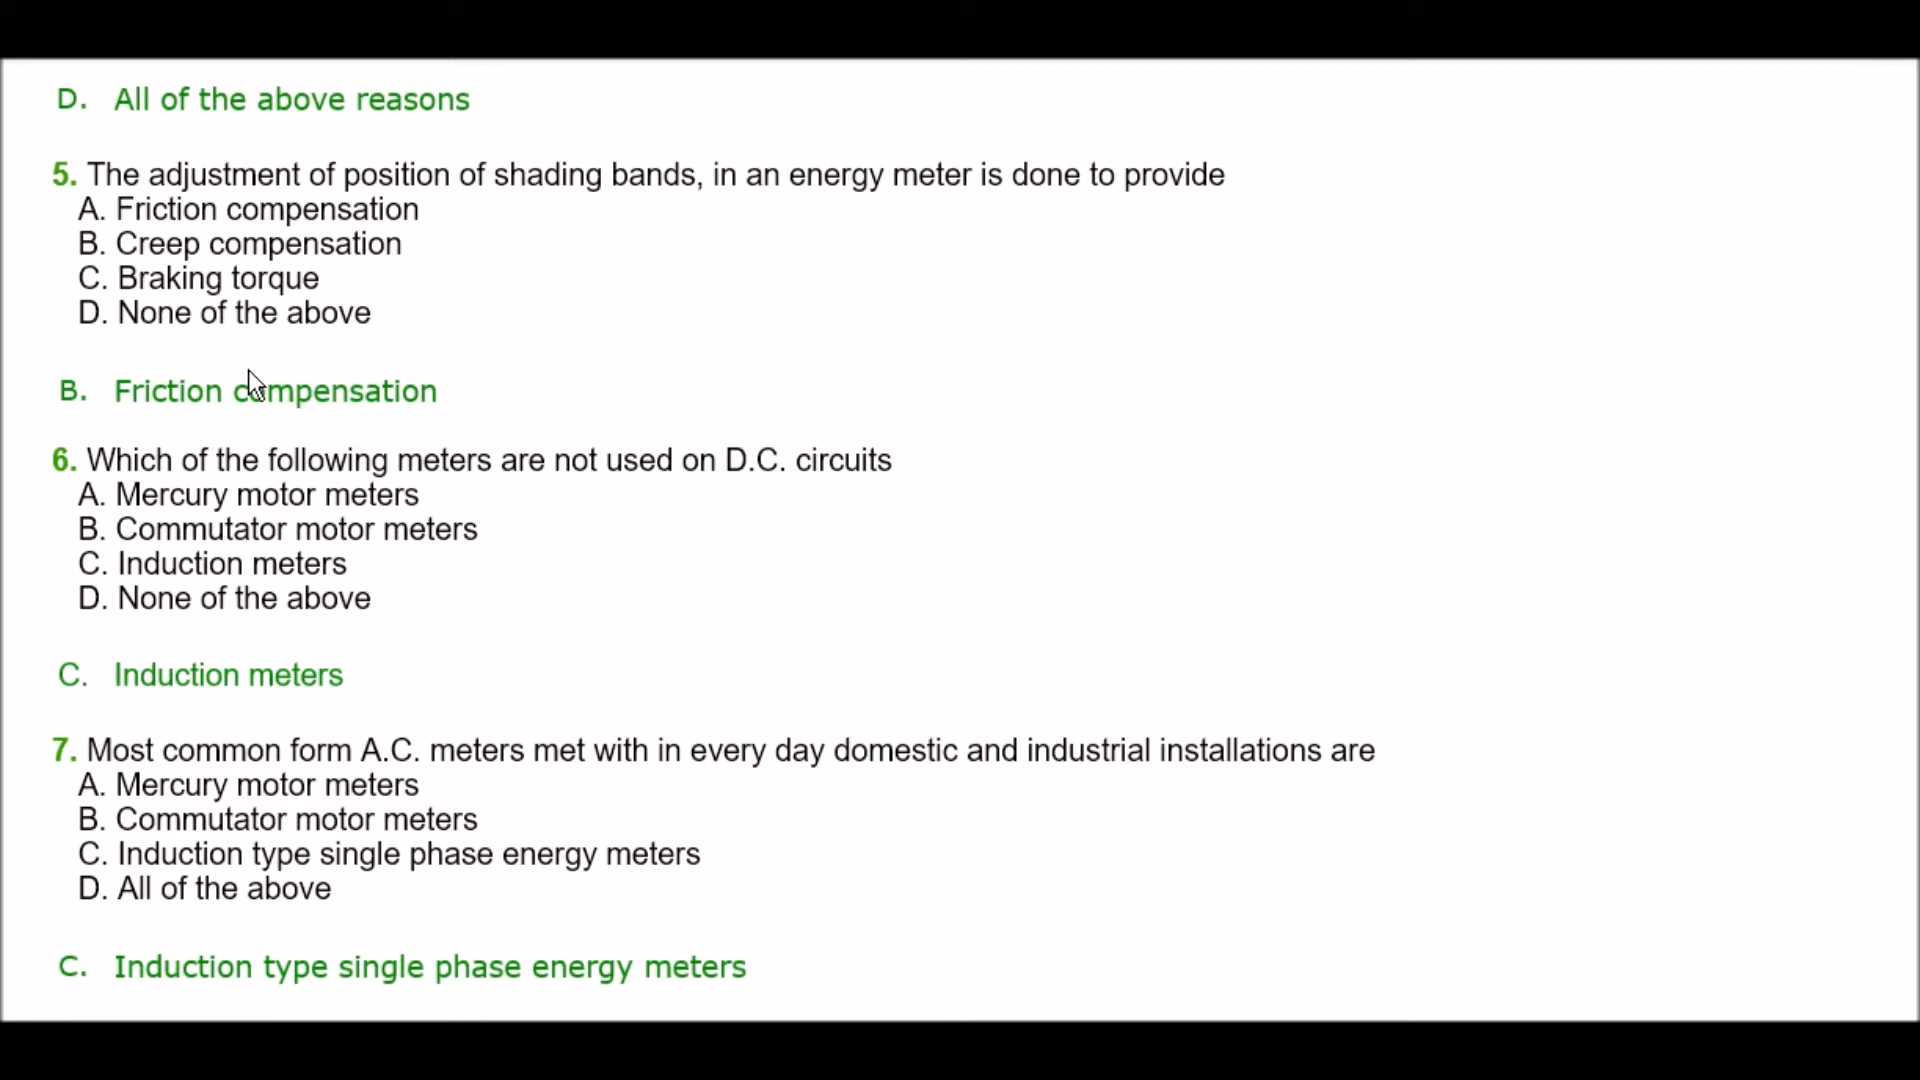 D. All of the above reasons
5. The adjustment of position of shading bands, in an energy meter is done to provide
A. Friction compensation
B. Creep compensation
C. Braking torque
D. None of the above
B. Friction compensation
6. Which of the following meters are not used on D.C. circuits
A. Mercury motor meters
B. Commutator motor meters
C. Induction meters
D. None of the above
C. Induction meters
7. Most common form A.C. meters met with in every day domestic and industrial installations are
A. Mercury motor meters
B. Commutator motor meters
C. Induction type single phase energy meters
D. All of the above
C. Induction type single phase energy meters